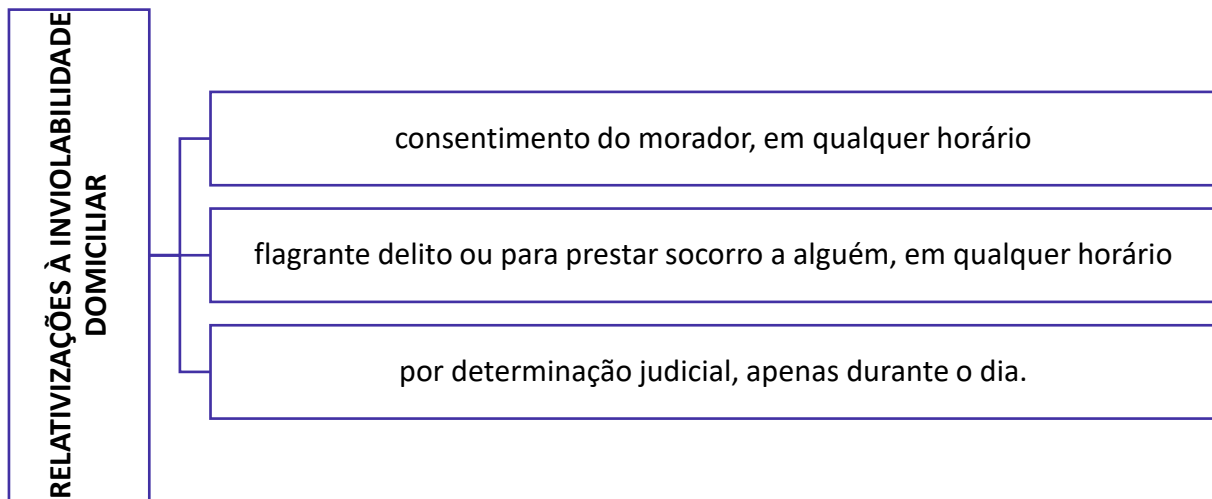 RELATIVIZAÇÕES À INVIOLABILIDADE
DOMICILIAR
consentimento do morador, em qualquer horário
flagrante delito ou para prestar socorro a alguém, em qualquer horário
por determinação judicial, apenas durante o dia.